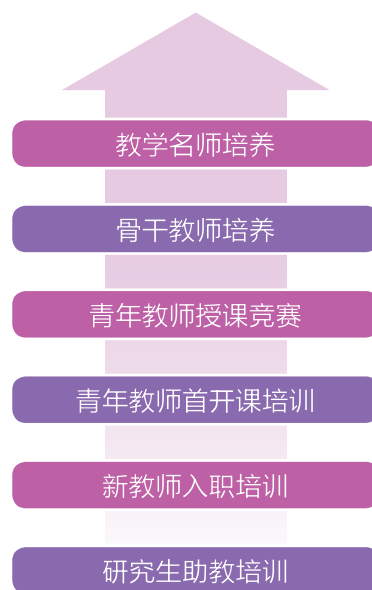 教学名师培养
骨干教师培养
青年教师授课竞赛
青年教师首开课培训
新教师入职培训
研究生助教培训